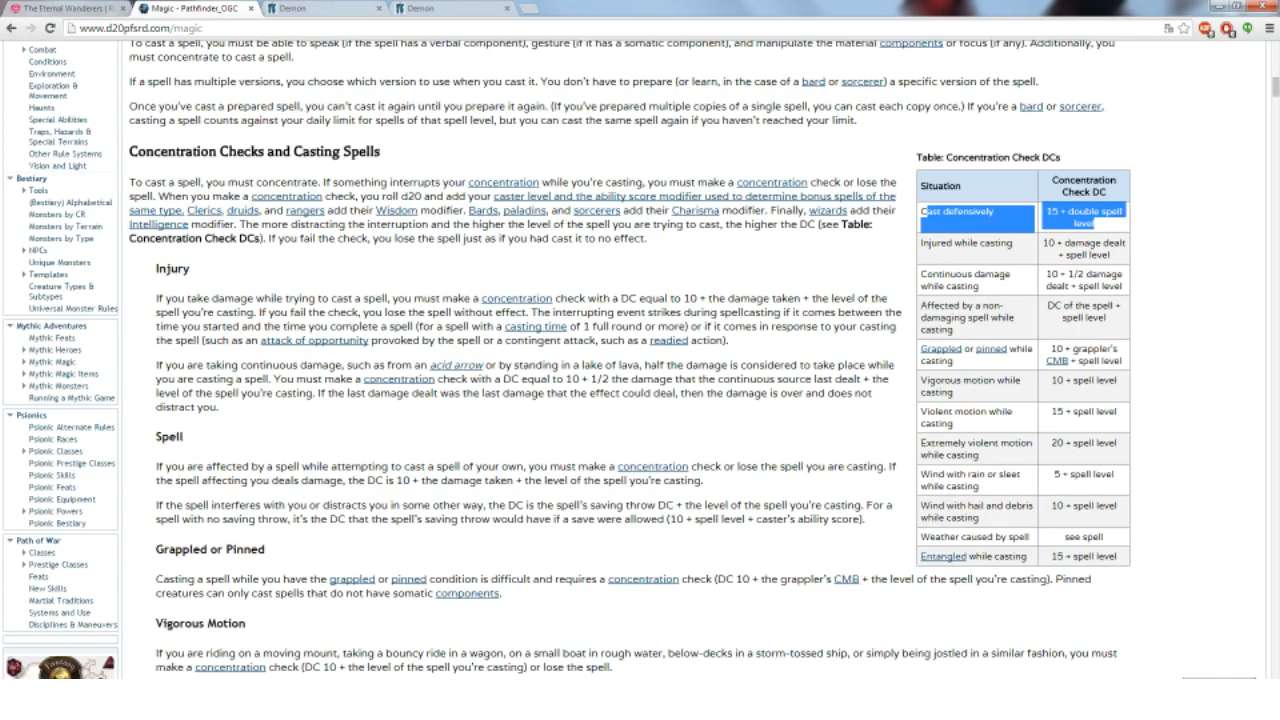 The Eternal Wanderers | F
Magic - Pathfinder_OGC
Demon
Demon
www.d20pfsrd.com/magic
Combat
Conditions
Environment
Exploration &
Movement
Haunts
Special Abilities
Traps, Hazards &
Special Terrains
Other Rule Systems
Vision and Light
Bestiary
Tools
(Bestiary) Alphabetical
Monsters by CR
Monsters by Terrain
Monsters by Type
NPCs
Unique Monsters
Templates
Creature Types &
Subtypes
Universal Monster Rules
Mythic Adventures
Mythic Feats
Mythic Heroes
Mythic Magic
Mythic Magic Items
Mythic Monsters
Running a Mythic Game
Psionics
Psionic Alternate Rules
Psionic Races
Psionic Classes
Psionic Prestige Classes
Psionic Skills
Psionic Feats
Psionic Equipment
Psionic Powers
Psionic Bestiary
Path of War
Classes
Prestige Classes
Feats
New Skills
Martial Traditions
Systems and Use
Disciplines & Maneuvers
To cast a spell, you must be able to speak (if the spell has a verbal component), gesture (if it has a somatic component), and manipulate the material components or focus (if any). Additionally, you
must concentrate to cast a spell.
If a spell has multiple versions, you choose which version to use when you cast it. You don't have to prepare (or learn, in the case of a bard or sorcerer) a specific version of the spell.
Once you've cast a prepared spell, you can't cast it again until you prepare it again. (If you've prepared multiple copies of a single spell, you can cast each copy once.) If you're a bard or sorcerer,
casting a spell counts against your daily limit for spells of that spell level, but you can cast the same spell again if you haven't reached your limit.
Concentration Checks and Casting Spells
To cast a spell, you must concentrate. If something interrupts your concentration while you're casting, you must make a concentration check or lose the
spell. When you make a concentration check, you roll d20 and add your caster level and the ability score modifier used to determine bonus spells of the
same type. Clerics, druids, and rangers add their Wisdom modifier. Bards, paladins, and sorcerers add their Charisma modifier. Finally, wizards add their
Intelligence modifier. The more distracting the interruption and the higher the level of the spell you are trying to cast, the higher the DC (see Table:
Concentration Check DCs). If you fail the check, you lose the spell just as if you had cast it to no effect.
Injury
If you take damage while trying to cast a spell, you must make a concentration check with a DC equal to 10 + the damage taken + the level of the
spell you're casting. If you fail the check, you lose the spell without effect. The interrupting event strikes during spellcasting if it comes between the
time you started and the time you complete a spell (for a spell with a casting time of 1 full round or more) or if it comes in response to your casting
the spell (such as an attack of opportunity provoked by the spell or a contingent attack, such as a readied action).
If you are taking continuous damage, such as from an acid arrow or by standing in a lake of lava, half the damage is considered to take place while
you are casting a spell. You must make a concentration check with a DC equal to 10 + 1/2 the damage that the continuous source last dealt + the
level of the spell you're casting. If the last damage dealt was the last damage that the effect could deal, then the damage is over and does not
distract you.
Spell
If you are affected by a spell while attempting to cast a spell of your own, you must make a concentration check or lose the spell you are casting. If
the spell affecting you deals damage, the DC is 10 + the damage taken + the level of the spell you're casting.
If the spell interferes with you or distracts you in some other way, the DC is the spell's saving throw DC + the level of the spell you're casting. For a
spell with no saving throw, it's the DC that the spell's saving throw would have if a save were allowed (10 + spell level + caster's ability score).
Grappled or Pinned
Casting a spell while you have the grappled or pinned condition is difficult and requires a concentration check (DC 10 + the grappler's CMB + the level of the spell you're casting). Pinned
creatures can only cast spells that do not have somatic components.
Vigorous Motion
If you are riding on a moving mount, taking a bouncy ride in a wagon, on a small boat in rough water, below-decks in a storm-tossed ship, or simply being jostled in a similar fashion, you must
make a concentration check (DC 10 + the level of the spell you're casting) or lose the spell.
Table: Concentration Check DCs
Situation
Concentration
Check DC
Cast defensively
15 + double spell
level
Injured while casting
10 + damage dealt
+ spell level
Continuous damage
while casting
10 + 1/2 damage
dealt + spell level
Affected by a non-
damaging spell while
casting
DC of the spell +
spell level
Grappled or pinned while
casting
10 + grappler's
CMB + spell level
Vigorous motion while
casting
10 + spell level
Violent motion while
casting
15 + spell level
Extremely violent motion
while casting
20 + spell level
Wind with rain or sleet
while casting
5 + spell level
Wind with hail and debris
while casting
10 + spell level
Weather caused by spell
see spell
Entangled while casting
15 + spell level